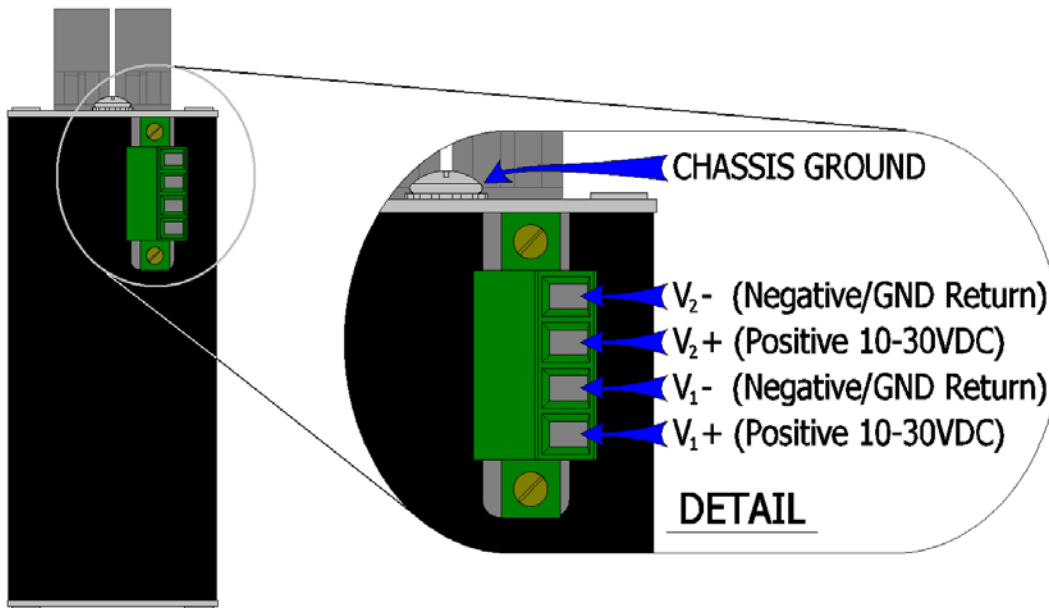 CHASSIS GROUND
V₂- (Negative/GND Return)
V₂+ (Positive 10-30VDC)
V₁- (Negative/GND Return)
V₁+ (Positive 10-30VDC)
DETAIL